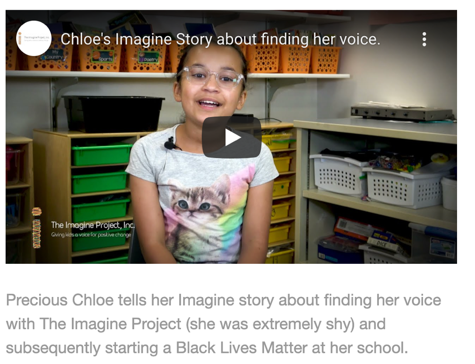 Chloe's Imagine Story about finding her voice.
The Imagine Project, Inc.
Giving kids a voice for positive change
Precious Chloe tells her Imagine story about finding her voice
with The Imagine Project (she was extremely shy) and
subsequently starting a Black Lives Matter at her school.